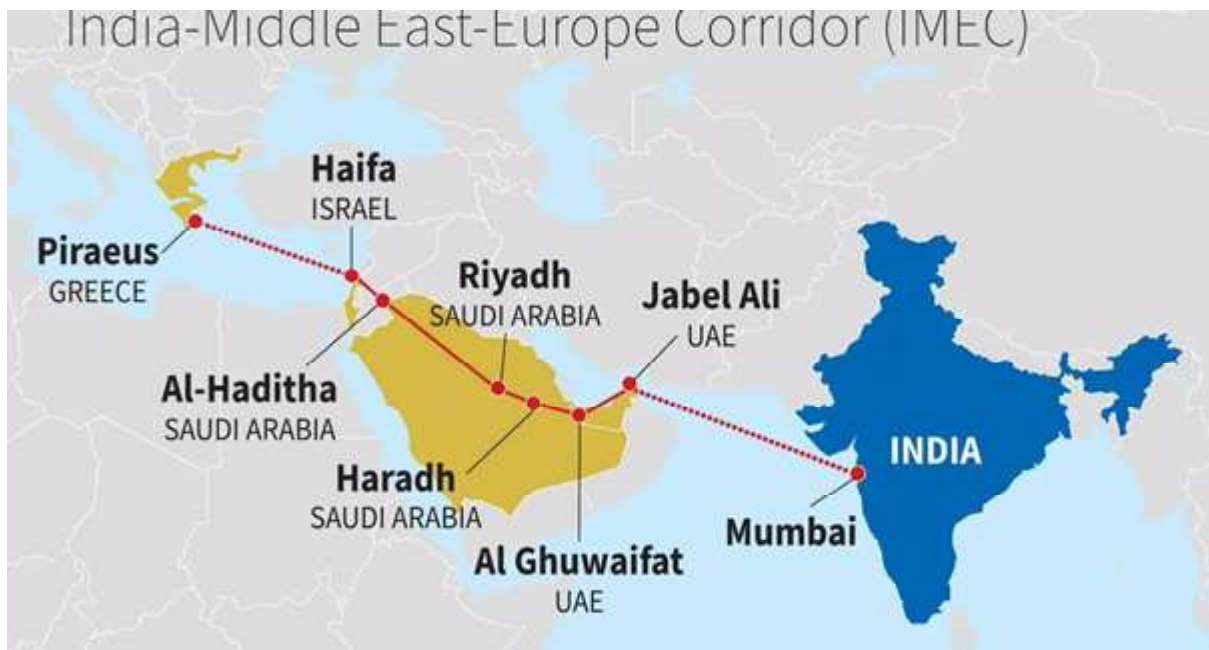 India-Middle East-Europe Corridor (IMEC)
Haifa
ISRAEL
Piraeus
GREECE
Riyadh
SAUDI ARABIA
Jabel Ali
UAE
Al-Haditha
SAUDI ARABIA
INDIA
Haradh
SAUDI ARABIA
Mumbai
Al Ghuwaifat
UAE